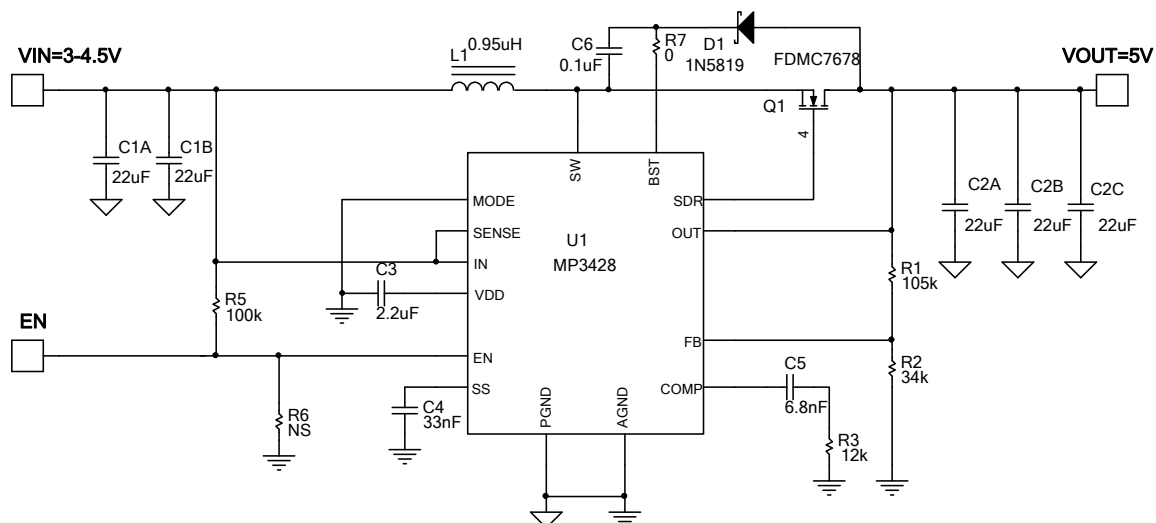 VIN=3-4.5V
L1
0.95uH
C6
0.1uF
R7
0
D1
1N5819
FDMC7678
VOUT=5V
Q1
4
C1A
22uF
C1B
22uF
SW
BST
C2A
22uF
C2B
22uF
C2C
22uF
MODE
SENSE
IN
VDD
EN
SS
SDR
OUT
FB
COMP
U1
MP3428
PGND
AGND
C3
2.2uF
R5
100k
EN
R6
NS
C4
33nF
R1
105k
R2
34k
C5
6.8nF
R3
12k